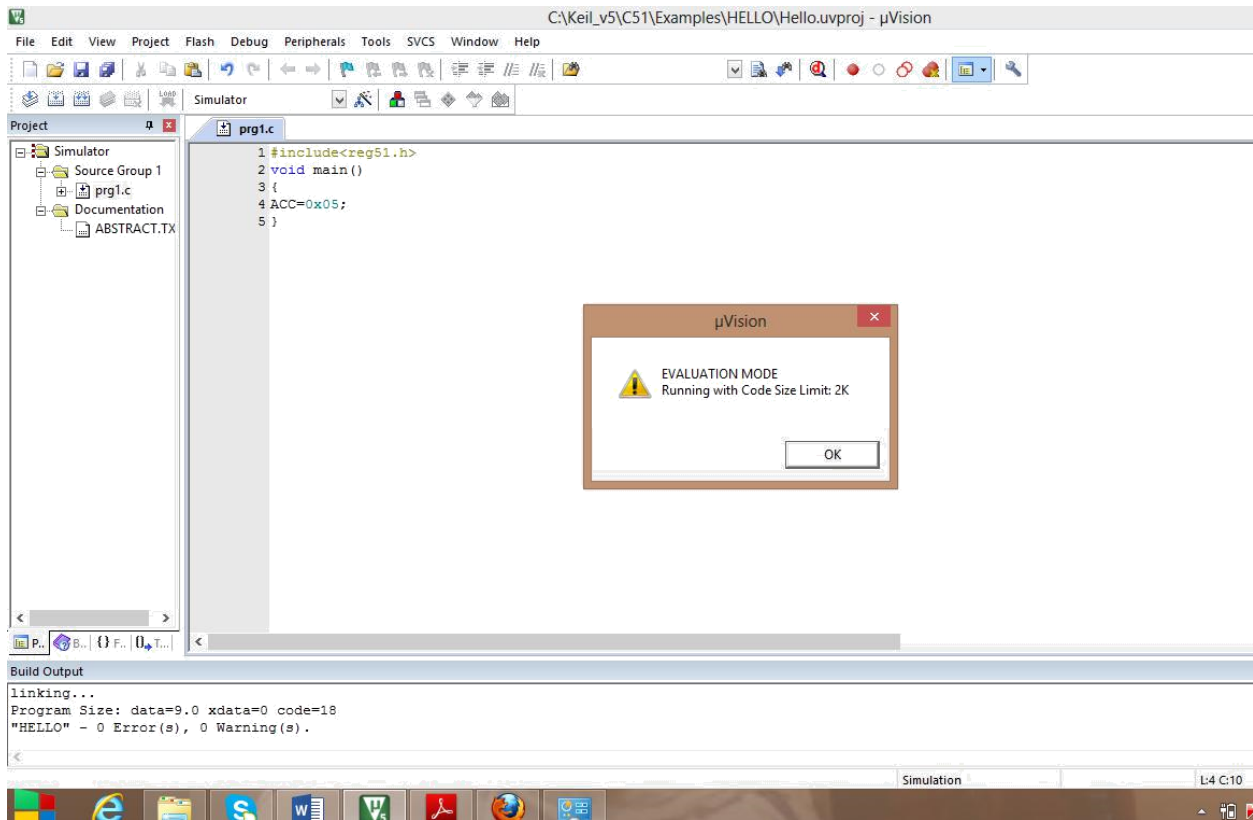 C:\Keil_v5\C51\Examples\HELLO\Hello.uvproj - µVision
File Edit View Project Flash Debug Peripherals Tools SVCS Window Help
Simulator
Project
prg1.c
Simulator
Source Group 1
prg1.c
Documentation
ABSTRACT.TX
1 #include<reg51.h>
2 void main()
3 {
4 ACC=0x05;
5 }
µVision
EVALUATION MODE
Running with Code Size Limit: 2K
OK
P.. B.. {} F.. T...
Build Output
linking...
Program Size: data=9.0 xdata=0 code=18
"HELLO" - 0 Error(s), 0 Warning(s).
Simulation L:4 C:10